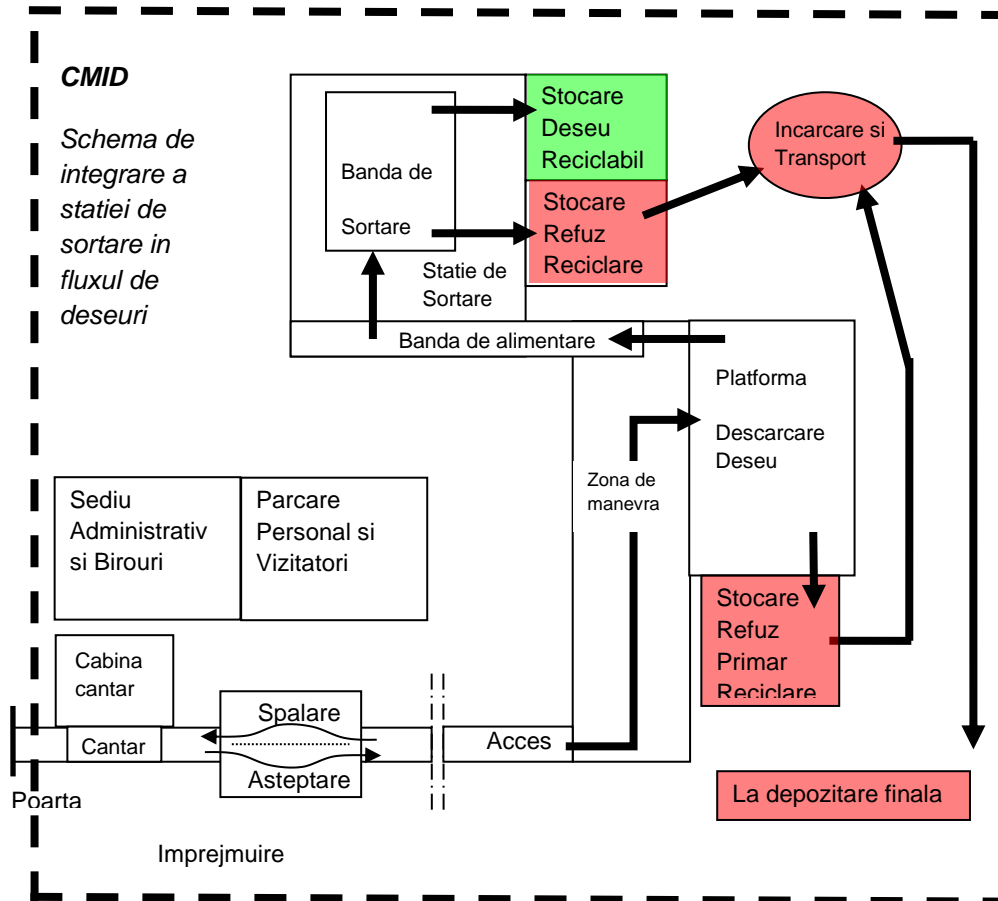 CMID
Schema de
integrare a
statiei de
sortare in
fluxul de
deseuri
Banda de
Sortare
Stocare
Deseu
Reciclabil
Stocare
Refuz
Reciclare
Incarcare si
Transport
Statie de
Sortare
Banda de alimentare
Platforma
Descarcare
Deseu
Zona de
manevra
Sediu
Administrativ
si Birouri
Parcare
Personal si
Vizitatori
Stocare
Refuz
Primar
Reciclare
Cabina
cantar
Cantar
Spalare
Asteptare
Acces
Poarta
La depozitare finala
Imprejmuire